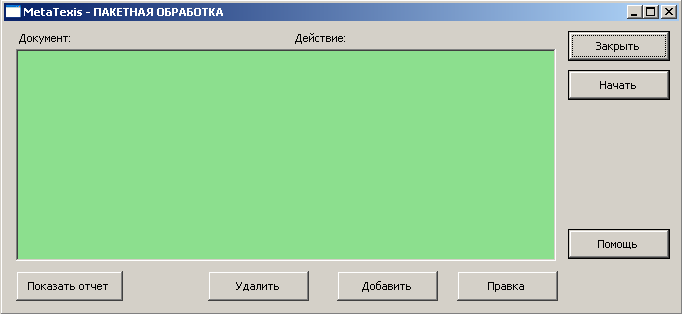 MetaTexis - ПАКЕТНАЯ ОБРАБОТКА
Документ: Действие:
Закрыть
Начать
Помощь
Показать отчет Удалить Добавить Правка